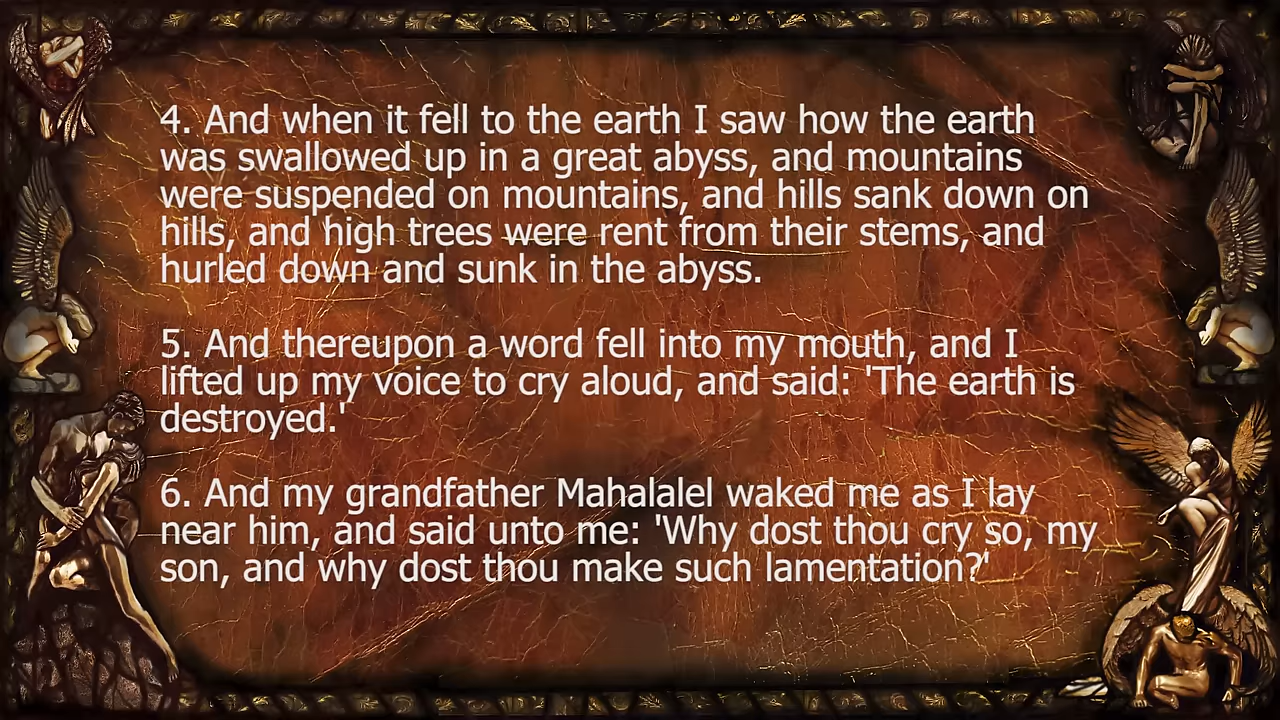 4. And when it fell to the earth I saw how the earth
was swallowed up in a great abyss, and mountains
were suspended on mountains, and hills sank down on
hills, and high trees were rent from their stems, and
hurled down and sunk in the abyss.
5. And thereupon a word fell into my mouth, and I
lifted up my voice to cry aloud, and said: 'The earth is
destroyed.'
6. And my grandfather Mahalalel waked me as I lay
near him, and said unto me: 'Why dost thou cry so, my
son, and why dost thou make such lamentation?'